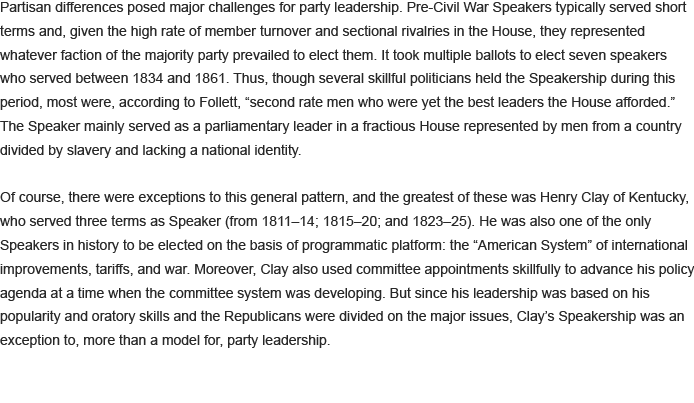 Partisan differences posed major challenges for party leadership. Pre-Civil War Speakers typically served short
terms and, given the high rate of member turnover and sectional rivalries in the House, they represented
whatever faction of the majority party prevailed to elect them. It took multiple ballots to elect seven speakers
who served between 1834 and 1861. Thus, though several skillful politicians held the Speakership during this
period, most were, according to Follett, “second rate men who were yet the best leaders the House afforded.”
The Speaker mainly served as a parliamentary leader in a fractious House represented by men from a country
divided by slavery and lacking a national identity.

Of course, there were exceptions to this general pattern, and the greatest of these was Henry Clay of Kentucky,
who served three terms as Speaker (from 1811–14; 1815–20; and 1823–25). He was also one of the only
Speakers in history to be elected on the basis of programmatic platform: the “American System” of international
improvements, tariffs, and war. Moreover, Clay also used committee appointments skillfully to advance his policy
agenda at a time when the committee system was developing. But since his leadership was based on his
popularity and oratory skills and the Republicans were divided on the major issues, Clay’s Speakership was an
exception to, more than a model for, party leadership.